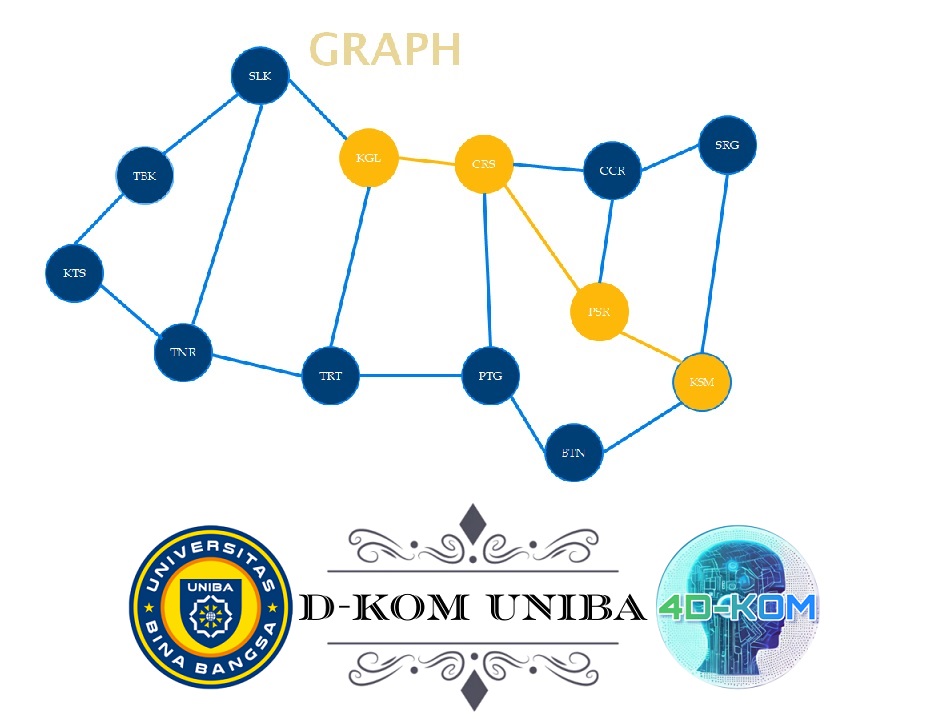 GRAPH
SLK
KGL
CRS
CCR
SRG
TBK
KTS
PSR
TNR
TRT
PTG
KSM
BTN
UNIVERSITAS
UNIBA
BINA BANGSA
D-KOM UNIBA
4D-KOM